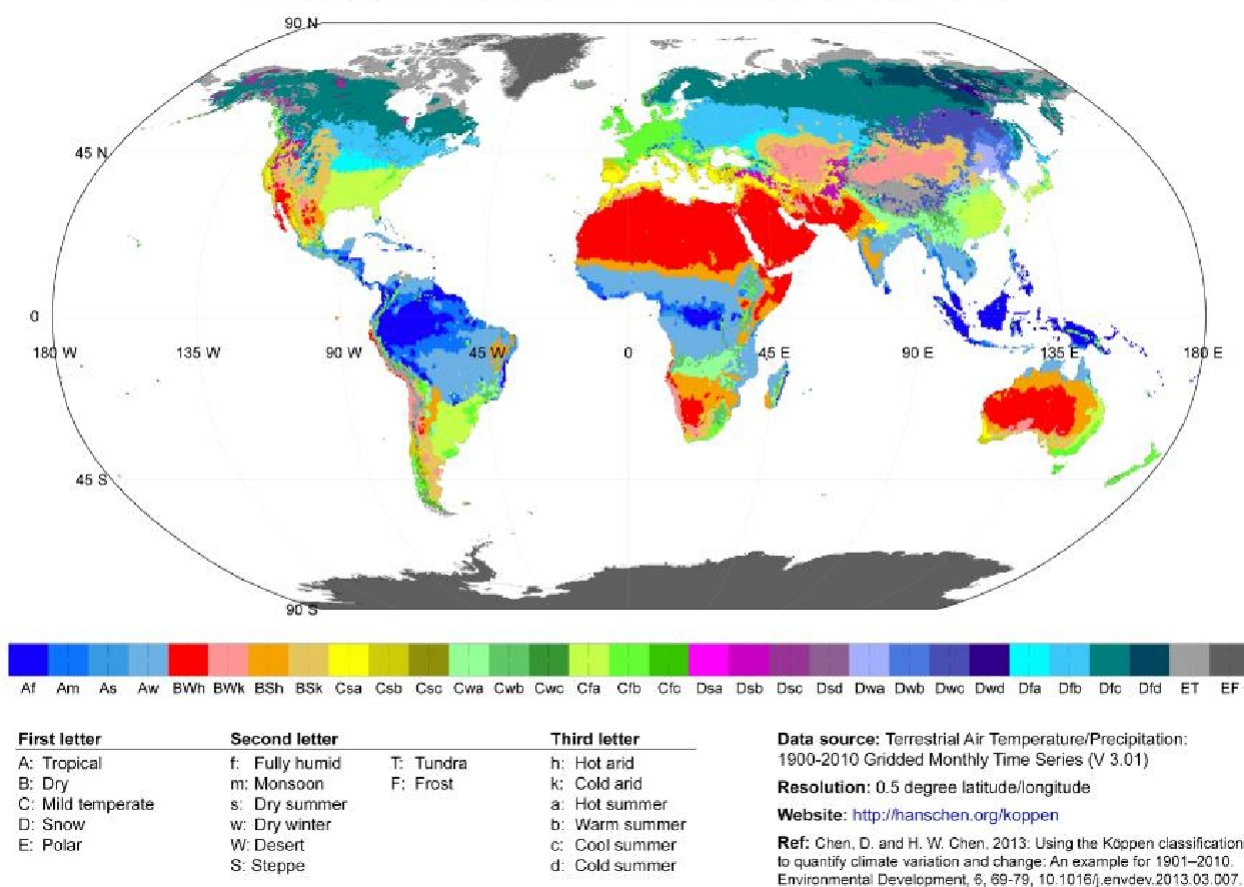 90 N
45 N
0
180 W 135 W 90 W 45 W 0 45 E 90 E 135 E 180 E
45 S
90 S
Af Am As Aw BWh BWk BSh BSk Csa Csb Csc Cwa Cwb Cwc Cfa Cfb Cfc Dsa Dsb Dsc Dsd Dwa Dwb Dwc Dwd Dfa Dfb Dfc Dfd ET EF
First letter
A: Tropical
B: Dry
C: Mild temperate
D: Snow
E: Polar
Second letter
f: Fully humid
m: Monsoon
s: Dry summer
w: Dry winter
W: Desert
S: Steppe
T: Tundra
F: Frost
Third letter
h: Hot arid
k: Cold arid
a: Hot summer
b: Warm summer
c: Cool summer
d: Cold summer
Data source: Terrestrial Air Temperature/Precipitation:
1900-2010 Gridded Monthly Time Series (V 3.01)
Resolution: 0.5 degree latitude/longitude
Website: http://hanschen.org/koppen
Ref: Chen, D. and H. W. Chen, 2013: Using the Köppen classification
to quantify climate variation and change: An example for 1901–2010.
Environmental Development, 6, 69-79, 10.1016/j.envdev.2013.03.007.